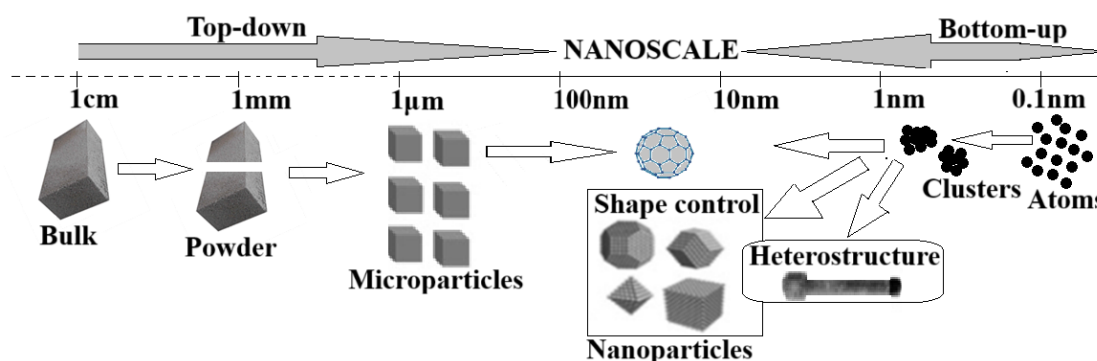 Top-down
NANOSCALE
Bottom-up
1cm
1mm
1μm
100nm
10nm
1nm
0.1nm
Bulk
Powder
Microparticles
Shape control
Nanoparticles
Heterostructure
Clusters
Atoms